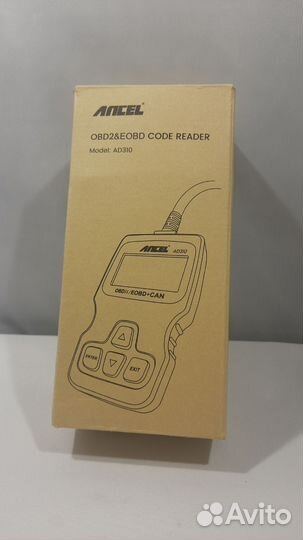 ANCEL
OBD2&EOBD CODE READER
Model: AD310
ANCEL
AD310
OBDII/EOBD+CAN
ENTER
EXIT
Avito